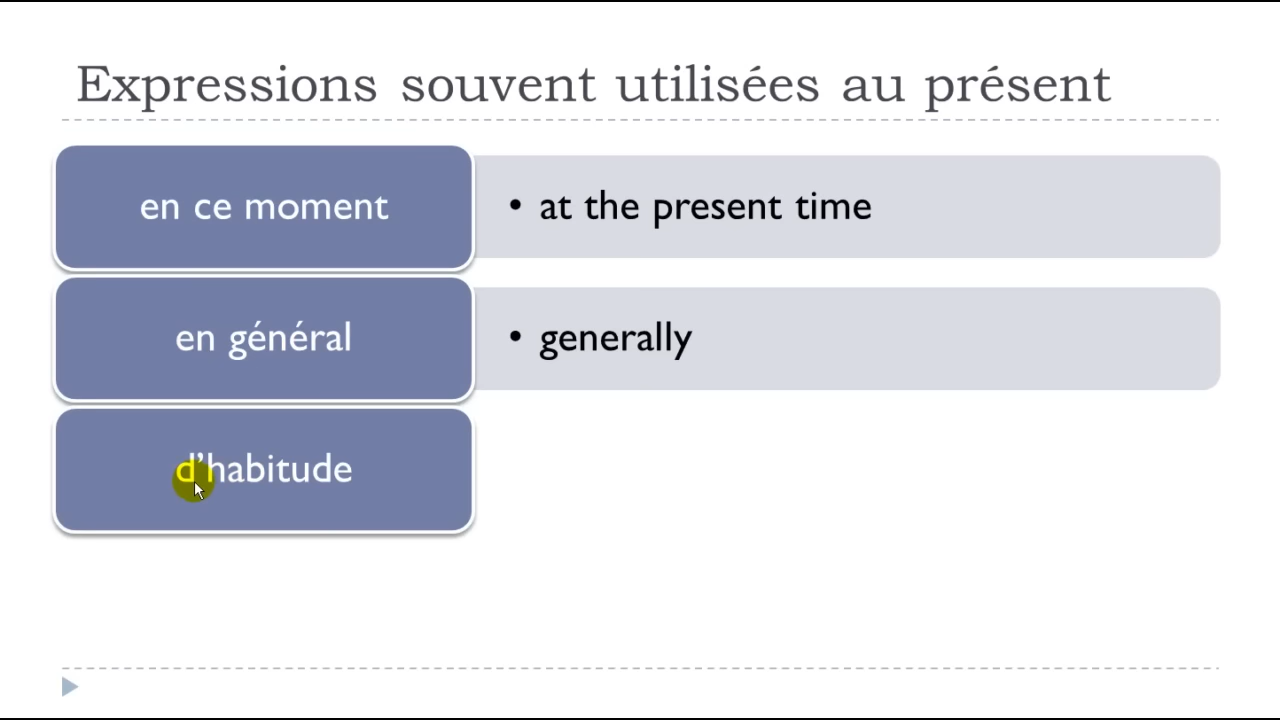 Expressions souvent utilisées au présent
en ce moment
• at the present time
en général
• generally
d’habitude